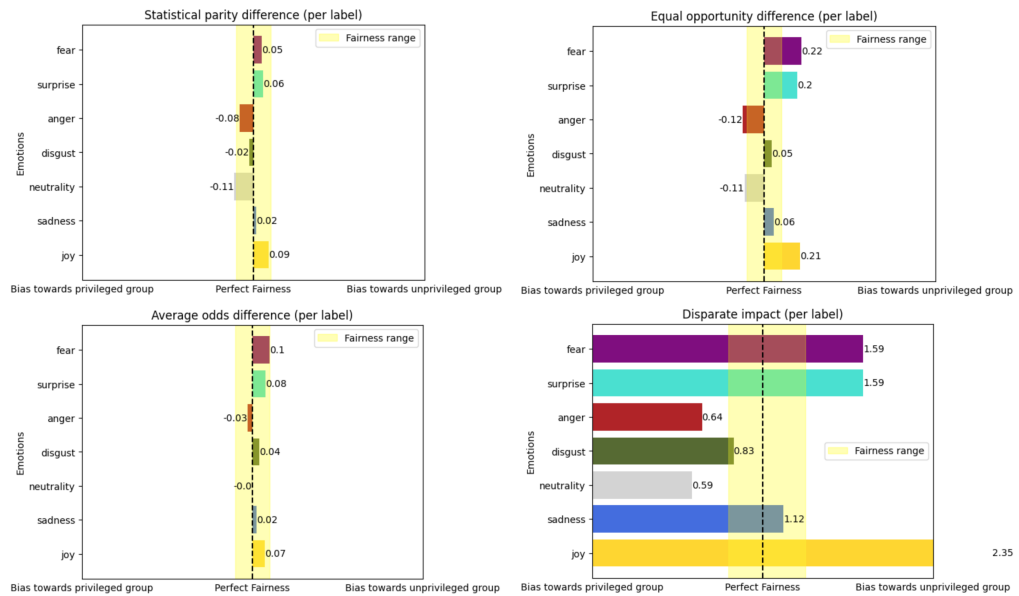 Statistical parity difference (per label)
Fairness range
Emotions
fear 0.05
surprise 0.06
anger -0.08
disgust -0.02
neutrality -0.11
sadness 0.02
joy 0.09
Bias towards privileged group Perfect Fairness Bias towards unprivileged group
Equal opportunity difference (per label)
Fairness range
Emotions
fear 0.22
surprise 0.2
anger -0.12
disgust 0.05
neutrality -0.11
sadness 0.06
joy 0.21
Bias towards privileged group Perfect Fairness Bias towards unprivileged group
Average odds difference (per label)
Fairness range
Emotions
fear 0.1
surprise 0.08
anger -0.03
disgust 0.04
neutrality -0.0
sadness 0.02
joy 0.07
Bias towards privileged group Perfect Fairness Bias towards unprivileged group
Disparate impact (per label)
Emotions
fear 1.59
surprise 1.59
anger 0.64
disgust 0.83
Fairness range
neutrality 0.59
sadness 1.12
joy 2.35
Bias towards privileged group Perfect Fairness Bias towards unprivileged group